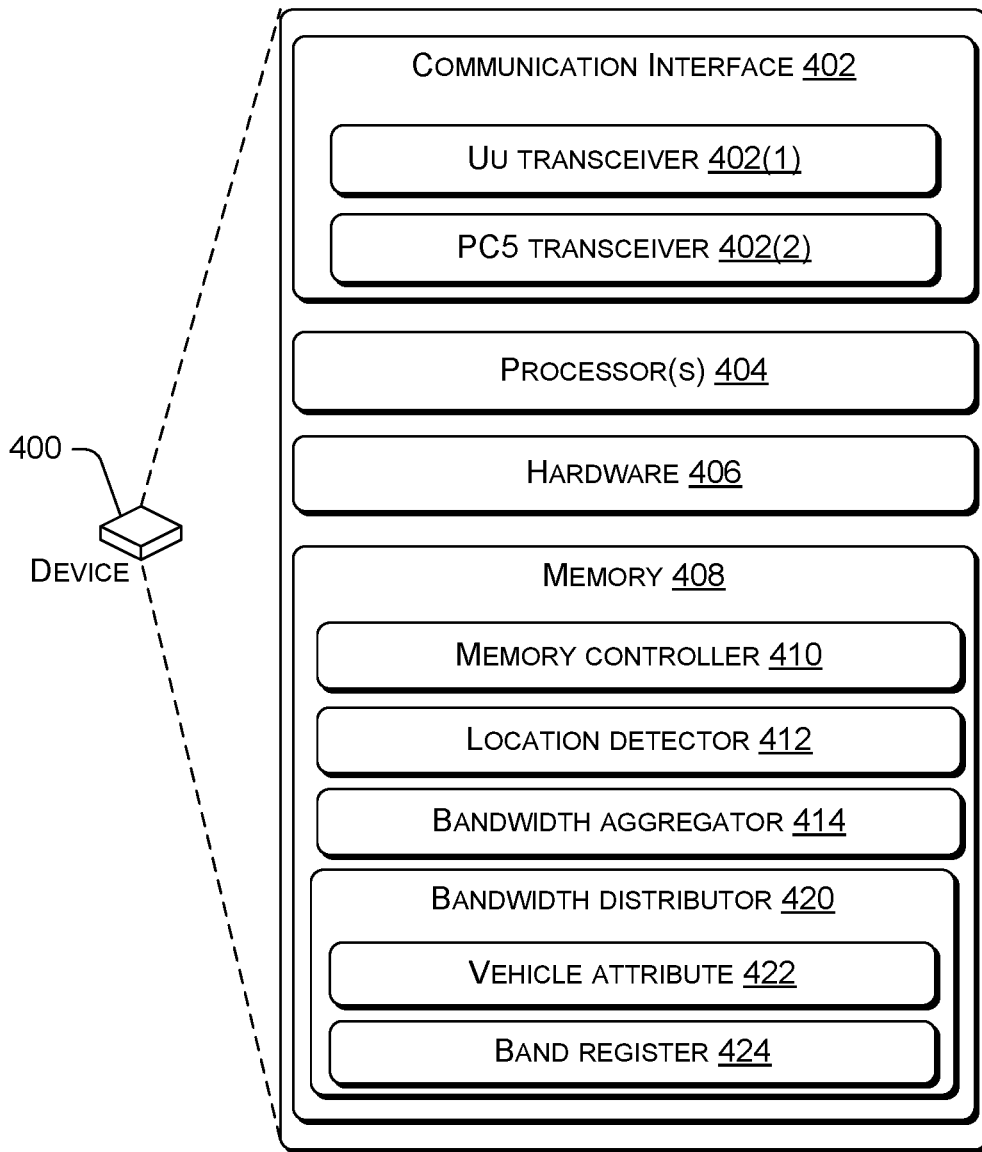 COMMUNICATION INTERFACE 402
UU TRANSCEIVER 402(1)
PC5 TRANSCEIVER 402(2)
PROCESSOR(S) 404
HARDWARE 406
400
DEVICE
MEMORY 408
MEMORY CONTROLLER 410
LOCATION DETECTOR 412
BANDWIDTH AGGREGATOR 414
BANDWIDTH DISTRIBUTOR 420
VEHICLE ATTRIBUTE 422
BAND REGISTER 424